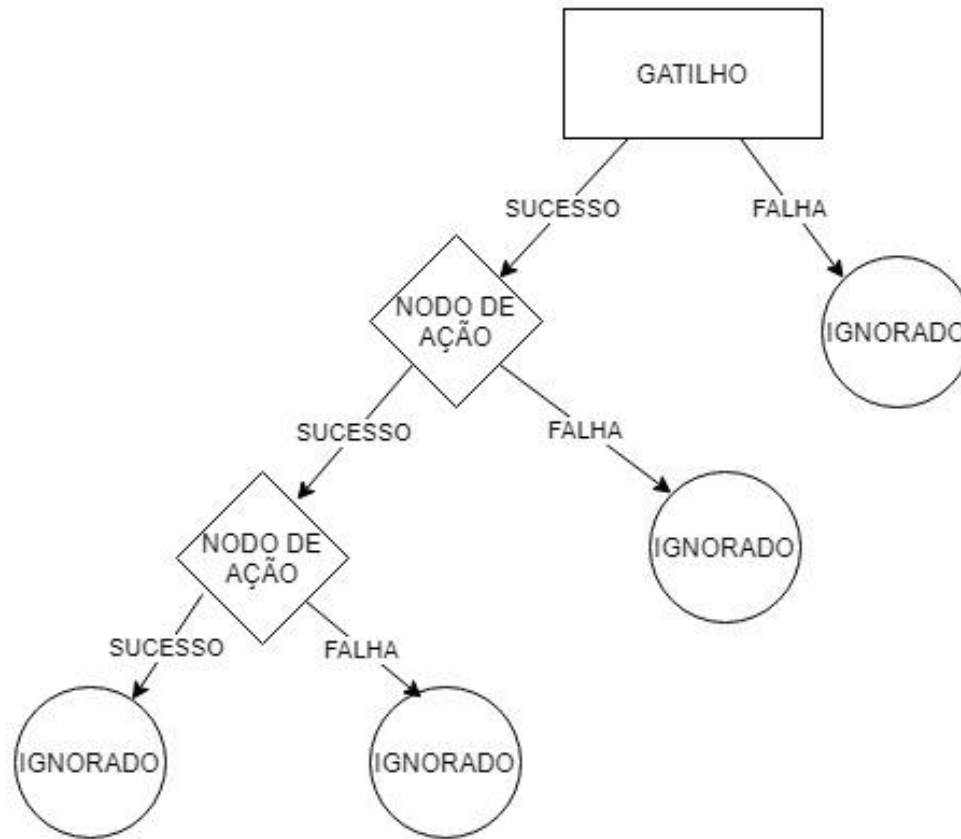 GATILHO
SUCESSO
FALHA
NODO DE
AÇÃO
IGNORADO
SUCESSO
FALHA
NODO DE
AÇÃO
IGNORADO
SUCESSO
FALHA
IGNORADO
IGNORADO